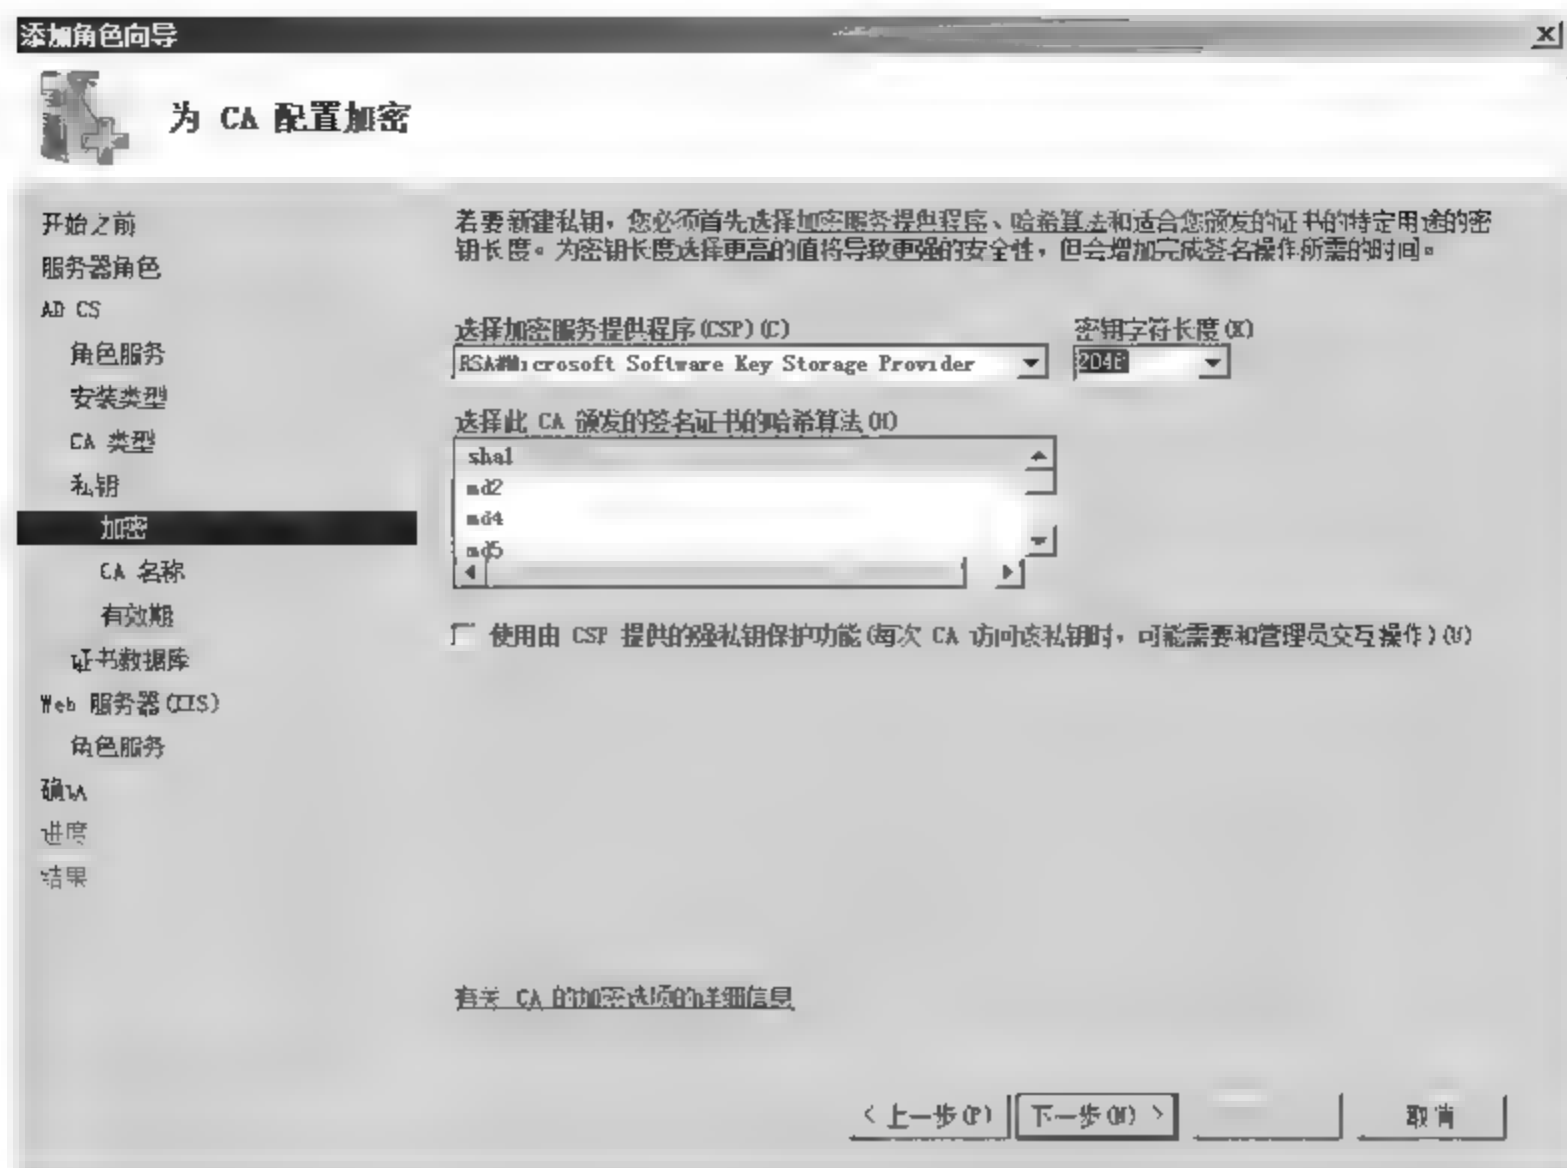 添加角色向导
为 CA 配置加密
开始之前
服务器角色
AD CS
角色服务
安装类型
CA 类型
私钥
加密
CA 名称
有效期
证书数据库
Web 服务器(IIS)
角色服务
确认
进度
结果
若要新建私钥，您必须首先选择加密服务提供程序、哈希算法和适合您颁发的证书的特定用途的密
钥长度。为密钥长度选择更高的值将导致更强的安全性，但会增加完成签名操作所需的时间。
选择加密服务提供程序(CSP)(C)
密钥字符长度(K)
RSA#Microsoft Software Key Storage Provider
2048
选择此 CA 颁发的签名证书的哈希算法(H)
sha1
md2
md4
md5
使用由 CSP 提供的强私钥保护功能(每次 CA 访问该私钥时，可能需要和管理员交互操作)(U)
有关 CA 的加密选项的详细信息
< 上一步(P)
下一步(N) >
取消